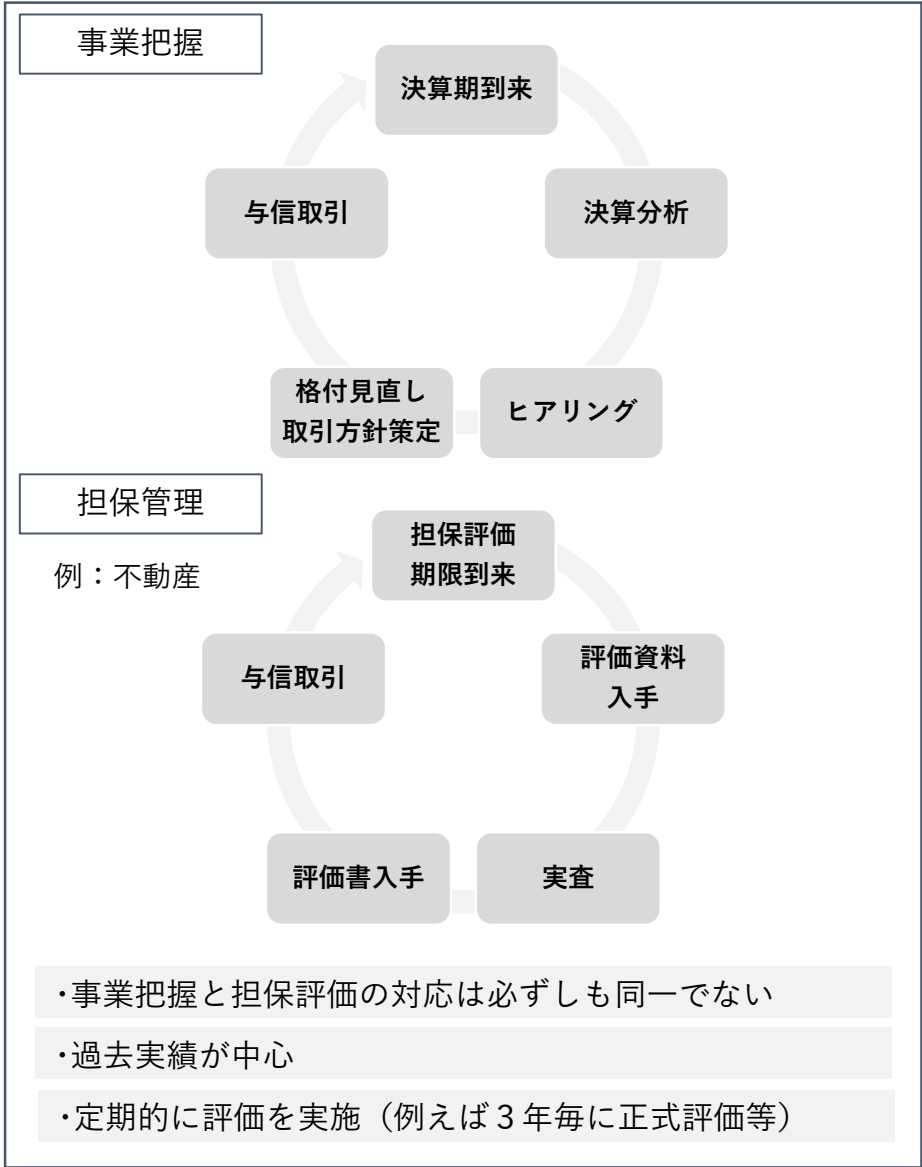 事業把握
決算期到来
決算分析
ヒアリング
格付見直し
取引方針策定
与信取引
担保管理
例：不動産
担保評価
期限到来
評価資料
入手
実査
評価書入手
与信取引
・事業把握と担保評価の対応は必ずしも同一でない
・過去実績が中心
・定期的に評価を実施（例えば３年毎に正式評価等）